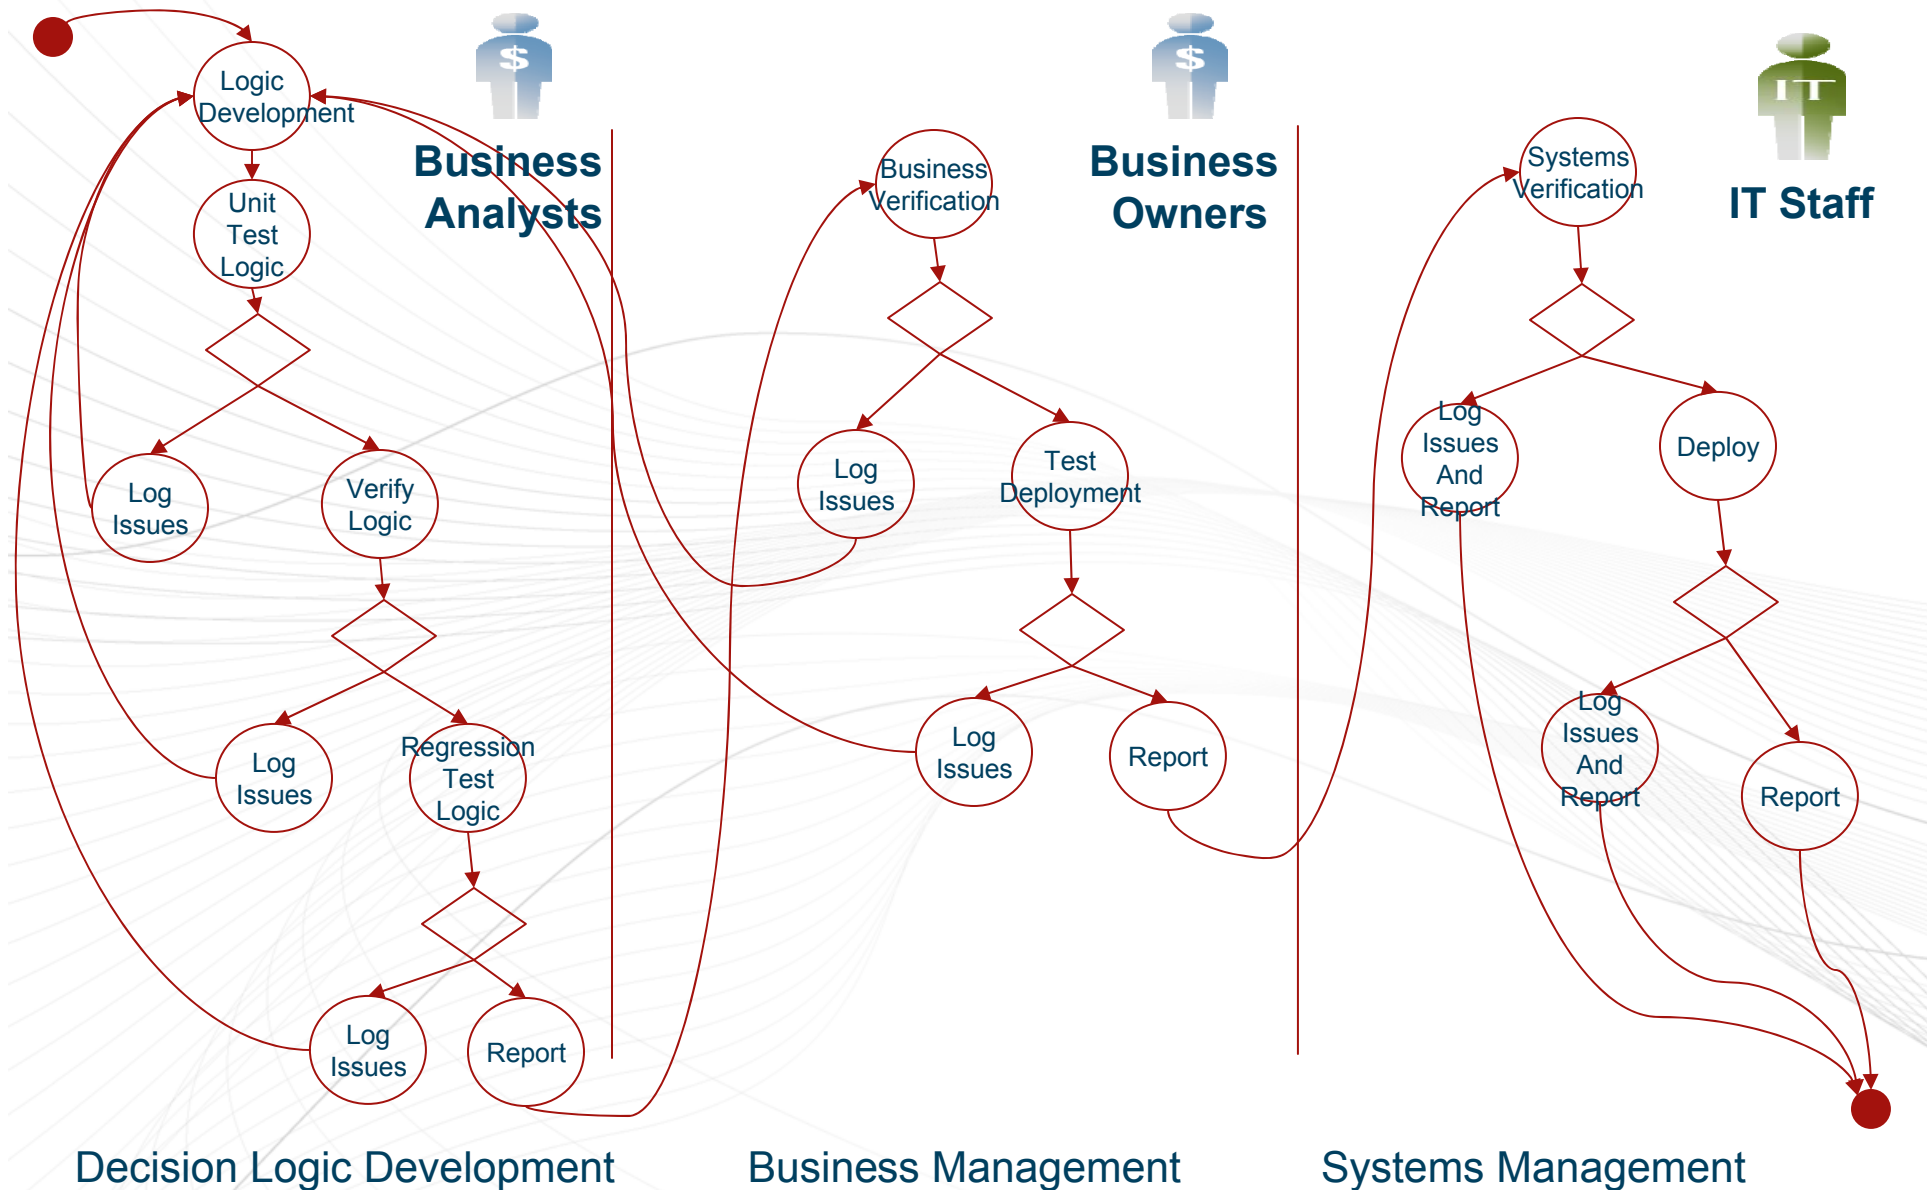 Logic
Development
$
Business
Analysts
Unit
Test
Logic
Log
Issues
Verify
Logic
Log
Issues
Regression
Test
Logic
Log
Issues
Report
$
Business
Owners
Business
Verification
Log
Issues
Test
Deployment
Log
Issues
Report
IT
IT Staff
Systems
Verification
Log
Issues
And
Report
Deploy
Log
Issues
And
Report
Report
Decision Logic Development
Business Management
Systems Management